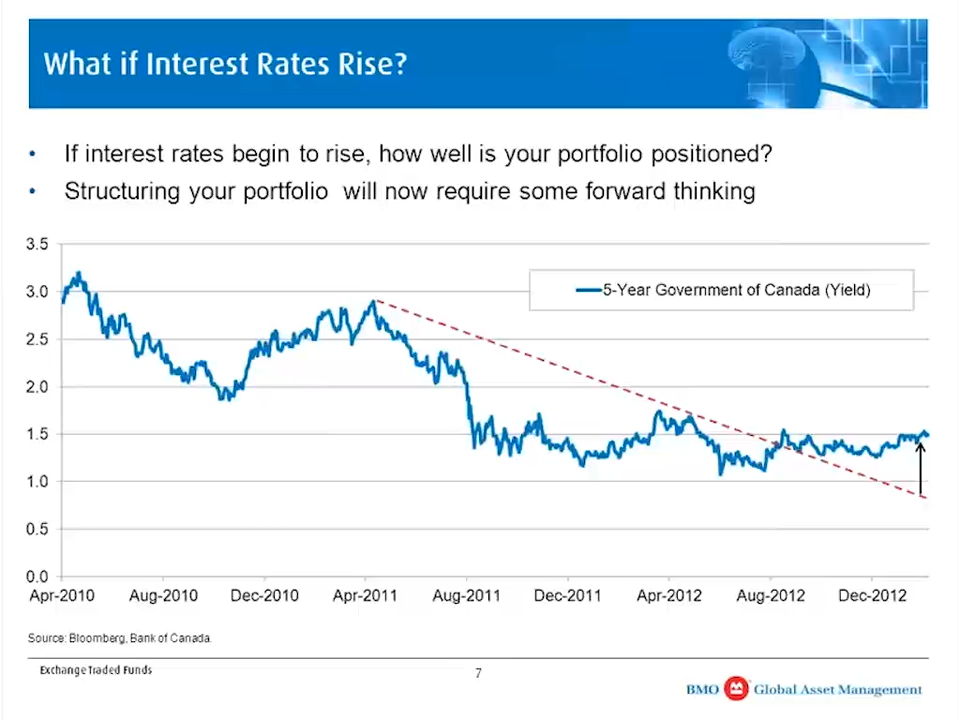 What if Interest Rates Rise?
• If interest rates begin to rise, how well is your portfolio positioned?
• Structuring your portfolio will now require some forward thinking
3.5
3.0
2.5
2.0
1.5
1.0
0.5
0.0
5-Year Government of Canada (Yield)
Apr-2010 Aug-2010 Dec-2010 Apr-2011 Aug-2011 Dec-2011 Apr-2012 Aug-2012 Dec-2012
Source: Bloomberg, Bank of Canada.
Exchange Traded Funds
7
BMO Global Asset Management